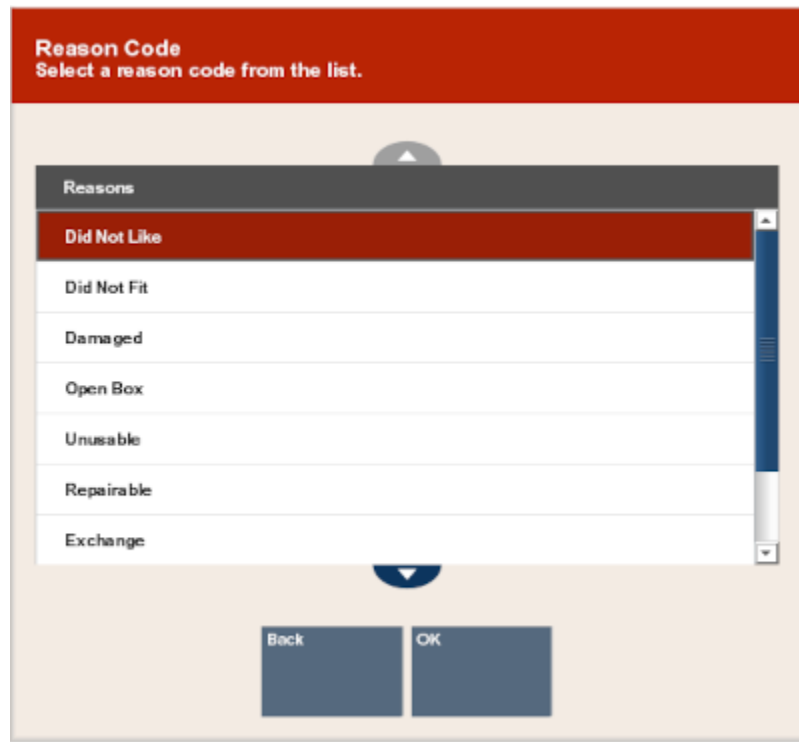 Reason Code
Select a reason code from the list.
Reasons
Did Not Like
Did Not Fit
Damaged
Open Box
Unusable
Repairable
Exchange
Back
OK